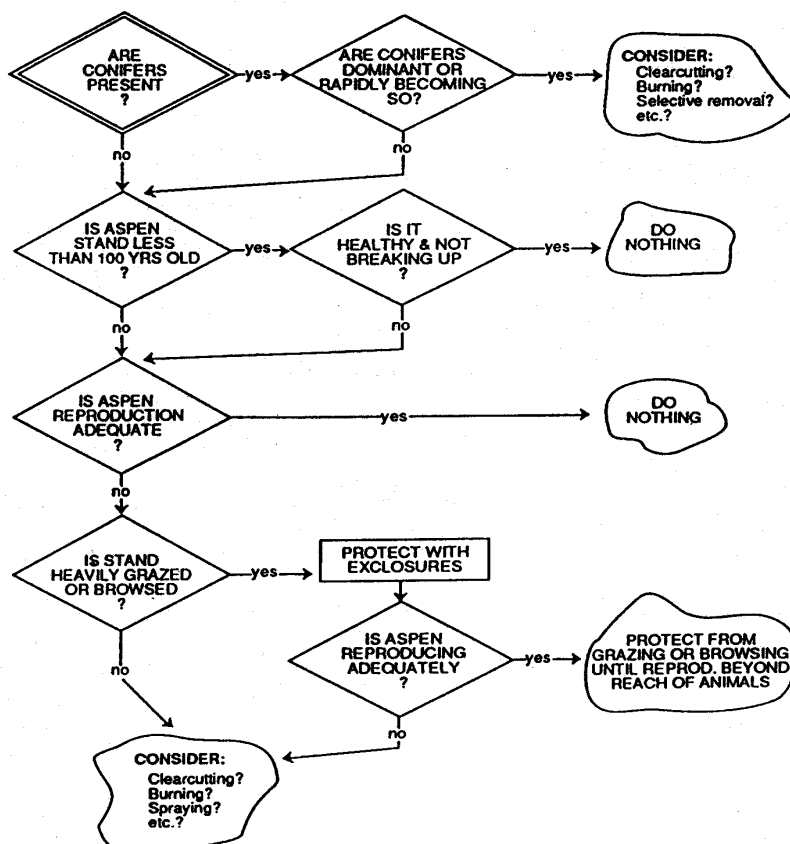 ARE
CONIFERS
PRESENT
?
yes
ARE CONIFERS
DOMINANT OR
RAPIDLY BECOMING
SO?
yes
CONSIDER:
Clearcutting?
Burning?
Selective removal?
etc.?
no
no
IS ASPEN
STAND LESS
THAN 100 YRS OLD
?
yes
IS IT
HEALTHY & NOT
BREAKING UP
?
yes
DO
NOTHING
no
no
IS ASPEN
REPRODUCTION
ADEQUATE
?
yes
DO
NOTHING
no
IS STAND
HEAVILY GRAZED
OR BROWSED
?
yes
PROTECT WITH
EXCLOSURES
IS ASPEN
REPRODUCING
ADEQUATELY
?
yes
PROTECT FROM
GRAZING OR BROWSING
UNTIL REPROD. BEYOND
REACH OF ANIMALS
no
no
CONSIDER:
Clearcutting?
Burning?
Spraying?
etc.?